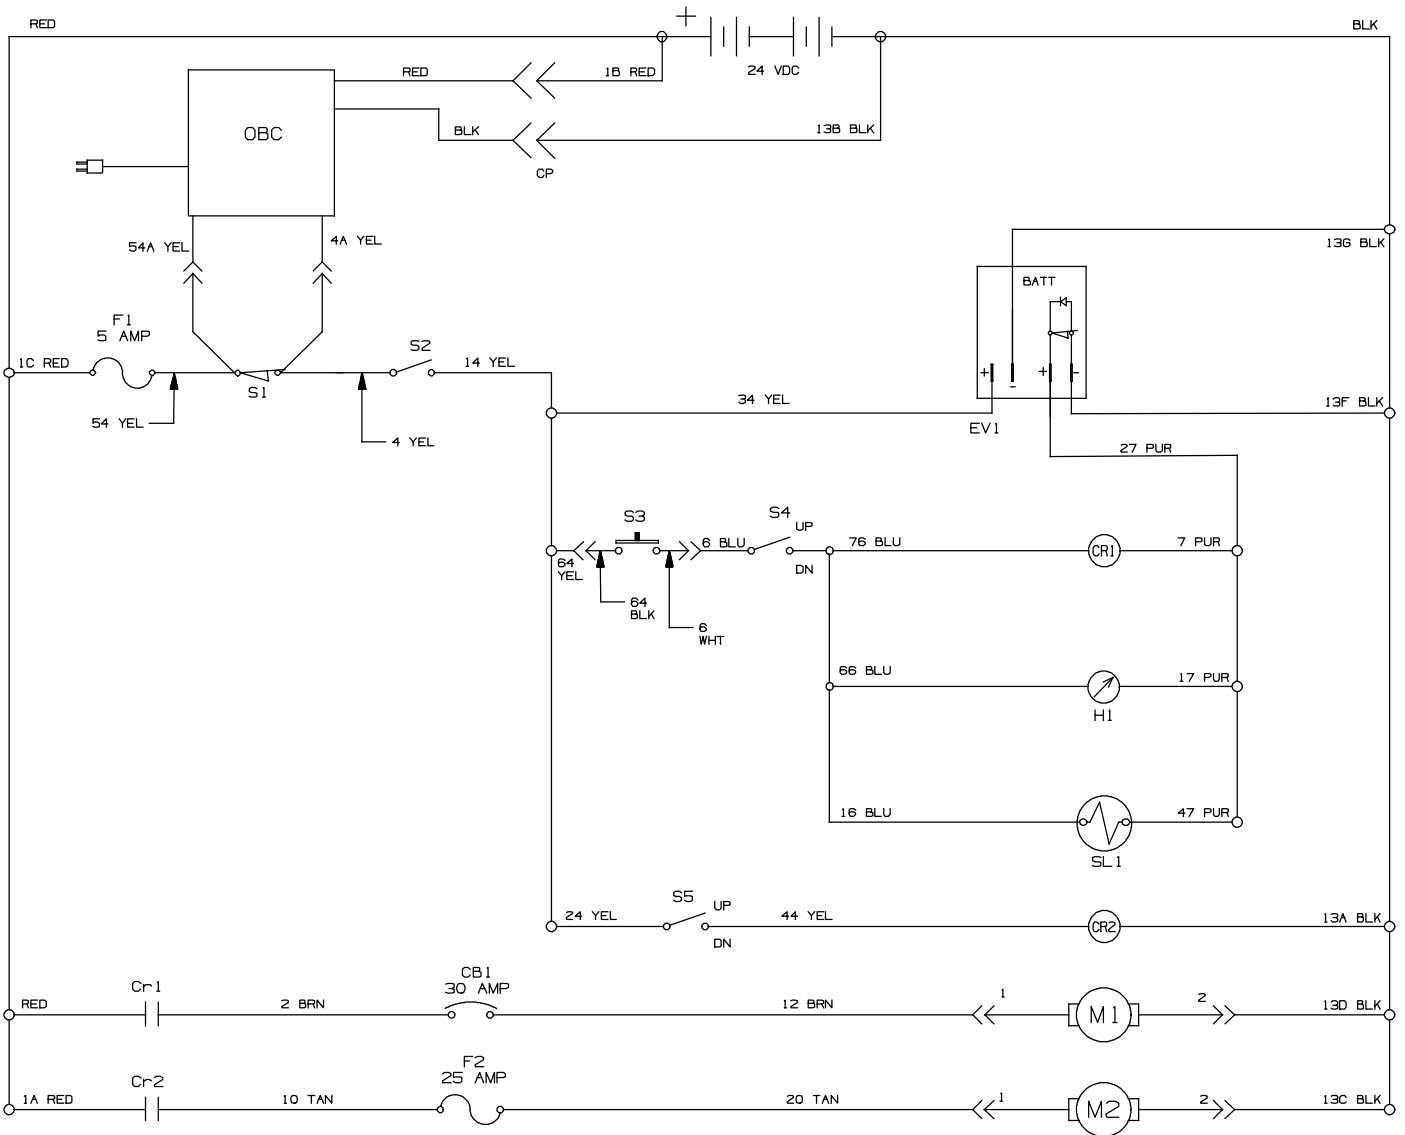 RED
+
BLK
24 VDC
RED
1B RED
OBC
BLK
13B BLK
CP
54A YEL
4A YEL
13G BLK
BATT
F1
5 AMP
1C RED
S1
S2
14 YEL
+
-
+
-
54 YEL
4 YEL
34 YEL
EV1
13F BLK
27 PUR
S3
S4
UP
6 BLU
DN
76 BLU
CR1
7 PUR
64
YEL
64
BLK
6
WHT
66 BLU
17 PUR
H1
16 BLU
47 PUR
SL1
S5
UP
24 YEL
DN
44 YEL
CR2
13A BLK
Cr1
CB1
30 AMP
RED
2 BRN
12 BRN
1
M1
2
13D BLK
Cr2
F2
25 AMP
1A RED
10 TAN
20 TAN
1
M2
2
13C BLK